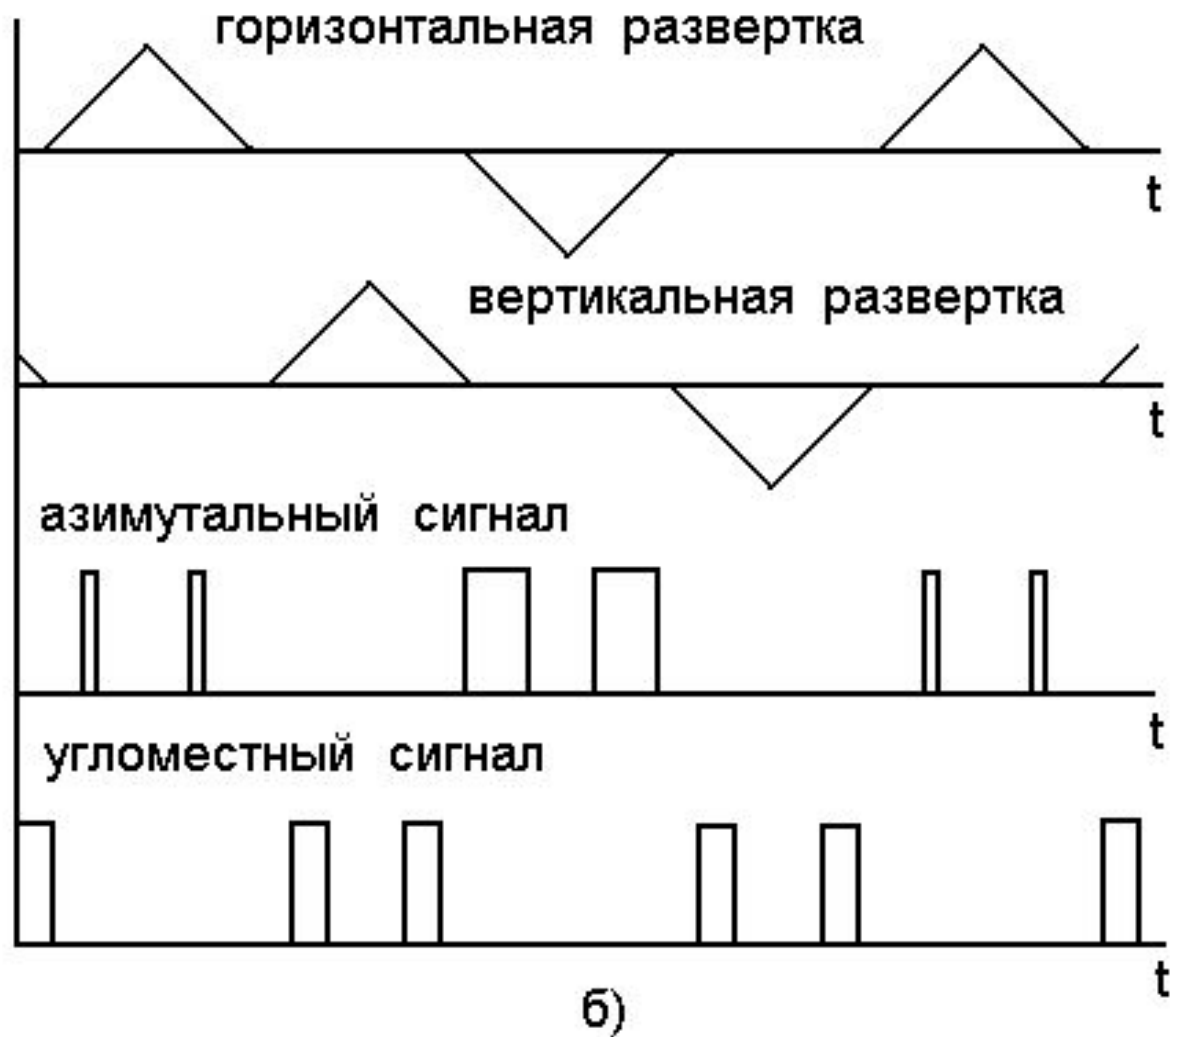 горизонтальная развертка
t
вертикальная развертка
t
азимутальный сигнал
t
угломестный сигнал
t
б)